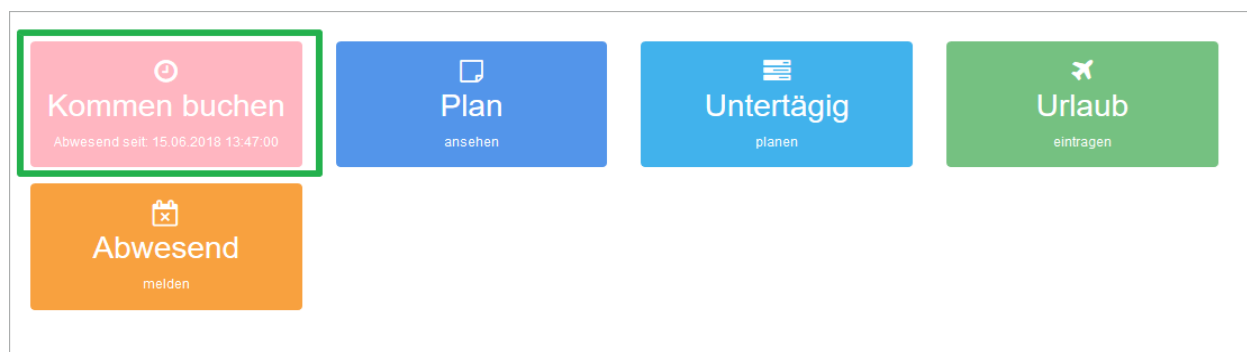 Kommen buchen
Abwesend seit: 15.06.2018 13:47:00
Plan
ansehen
Untertägig
planen
Urlaub
eintragen
Abwesend
melden